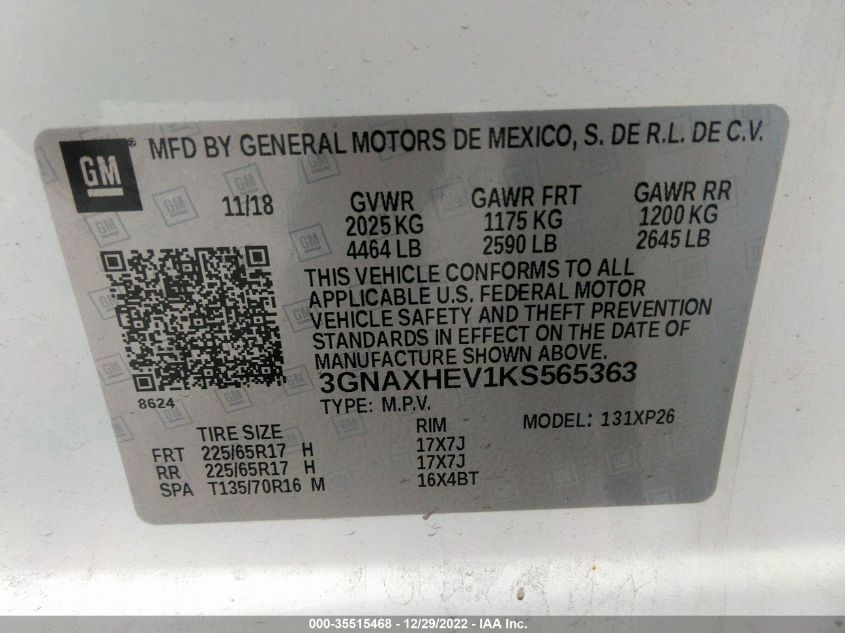 GM® MFD BY GENERAL MOTORS DE MEXICO, S. DE R.L. DE C.V.
11/18 GVWR GAWR FRT GAWR RR
2025 KG 1175 KG 1200 KG
4464 LB 2590 LB 2645 LB
THIS VEHICLE CONFORMS TO ALL
APPLICABLE U.S. FEDERAL MOTOR
VEHICLE SAFETY AND THEFT PREVENTION
STANDARDS IN EFFECT ON THE DATE OF
MANUFACTURE SHOWN ABOVE.
3GNAXHEV1KS565363
8624
TYPE: M.P.V. MODEL: 131XP26
TIRE SIZE RIM
FRT 225/65R17 H 17X7J
RR 225/65R17 H 17X7J
SPA T135/70R16 M 16X4BT
000-35515468 - 12/29/2022 - IAA Inc.